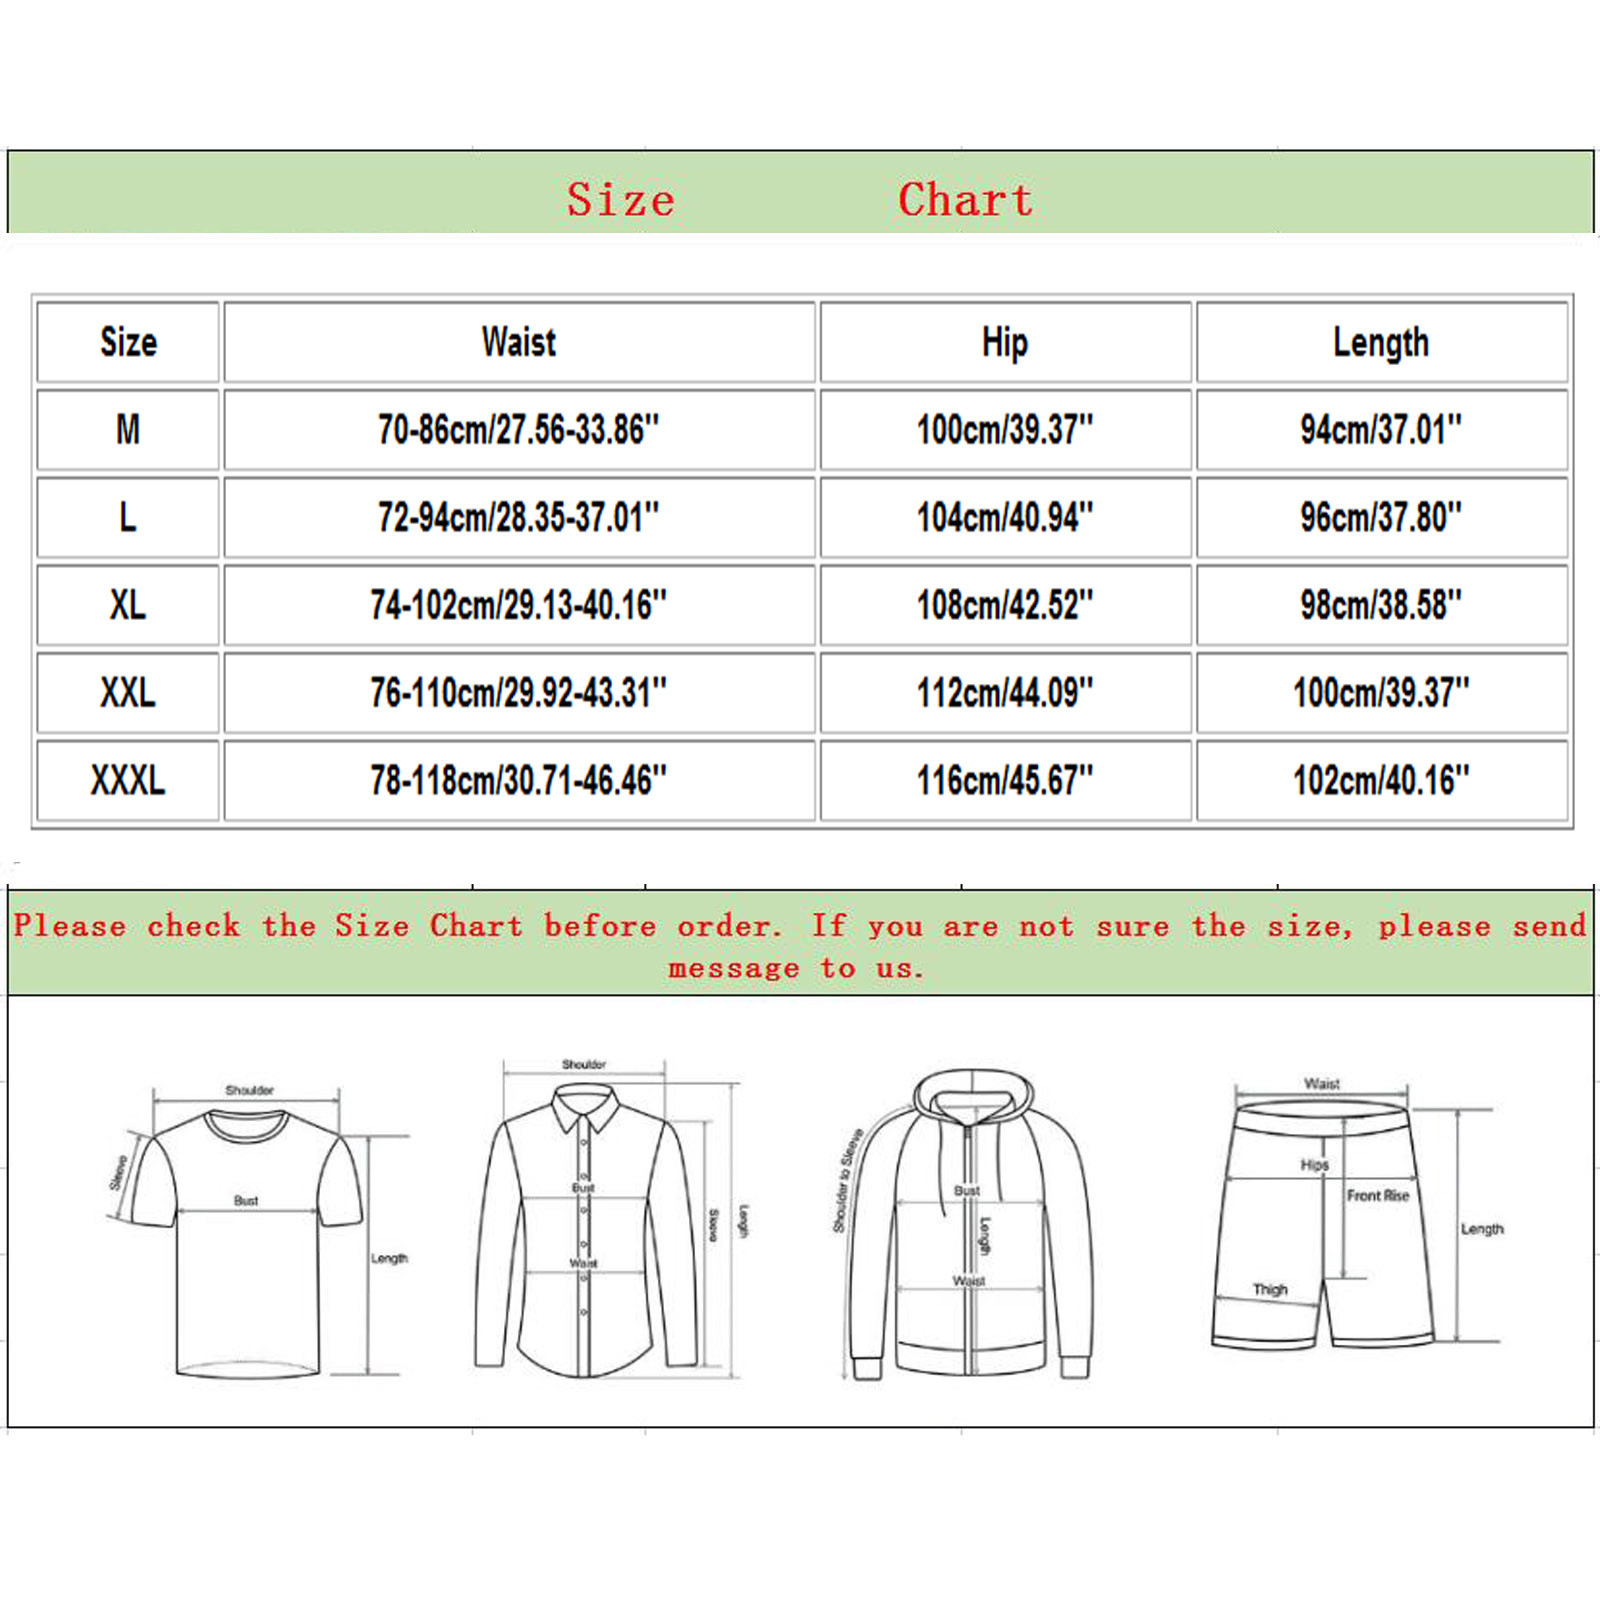 Size Chart
Size Waist Hip Length
M 70-86cm/27.56-33.86" 100cm/39.37" 94cm/37.01"
L 72-94cm/28.35-37.01" 104cm/40.94" 96cm/37.80"
XL 74-102cm/29.13-40.16" 108cm/42.52" 98cm/38.58"
XXL 76-110cm/29.92-43.31" 112cm/44.09" 100cm/39.37"
XXXL 78-118cm/30.71-46.46" 116cm/45.67" 102cm/40.16"
Please check the Size Chart before order. If you are not sure the size, please send
message to us.
Shoulder
Sleeve
Bust
Length
Shoulder
Bust
Waist
Sleeve
Length
Shoulder to Sleeve
Bust
Length
Waist
Waist
Hips
Front Rise
Length
Thigh